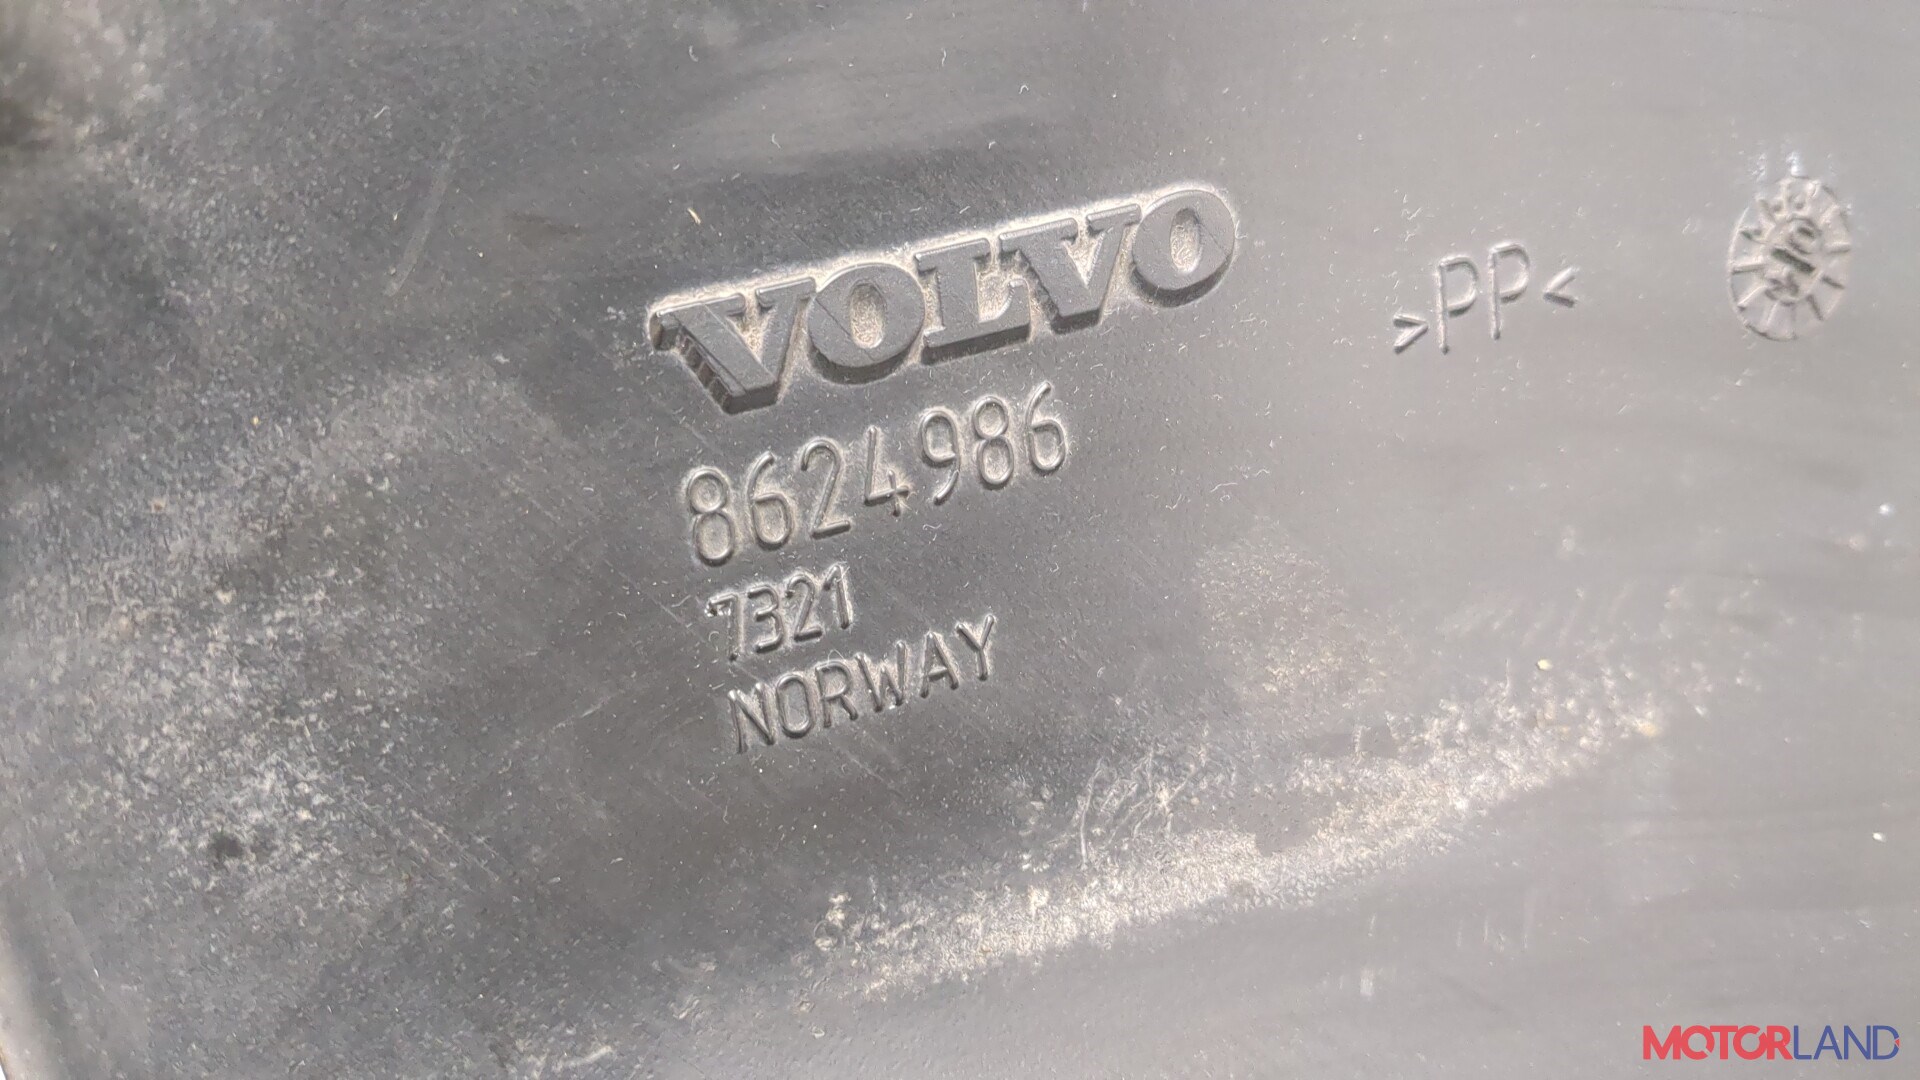 VOLVO
>PP<
8624986
7321
NORWAY
MOTORLAND